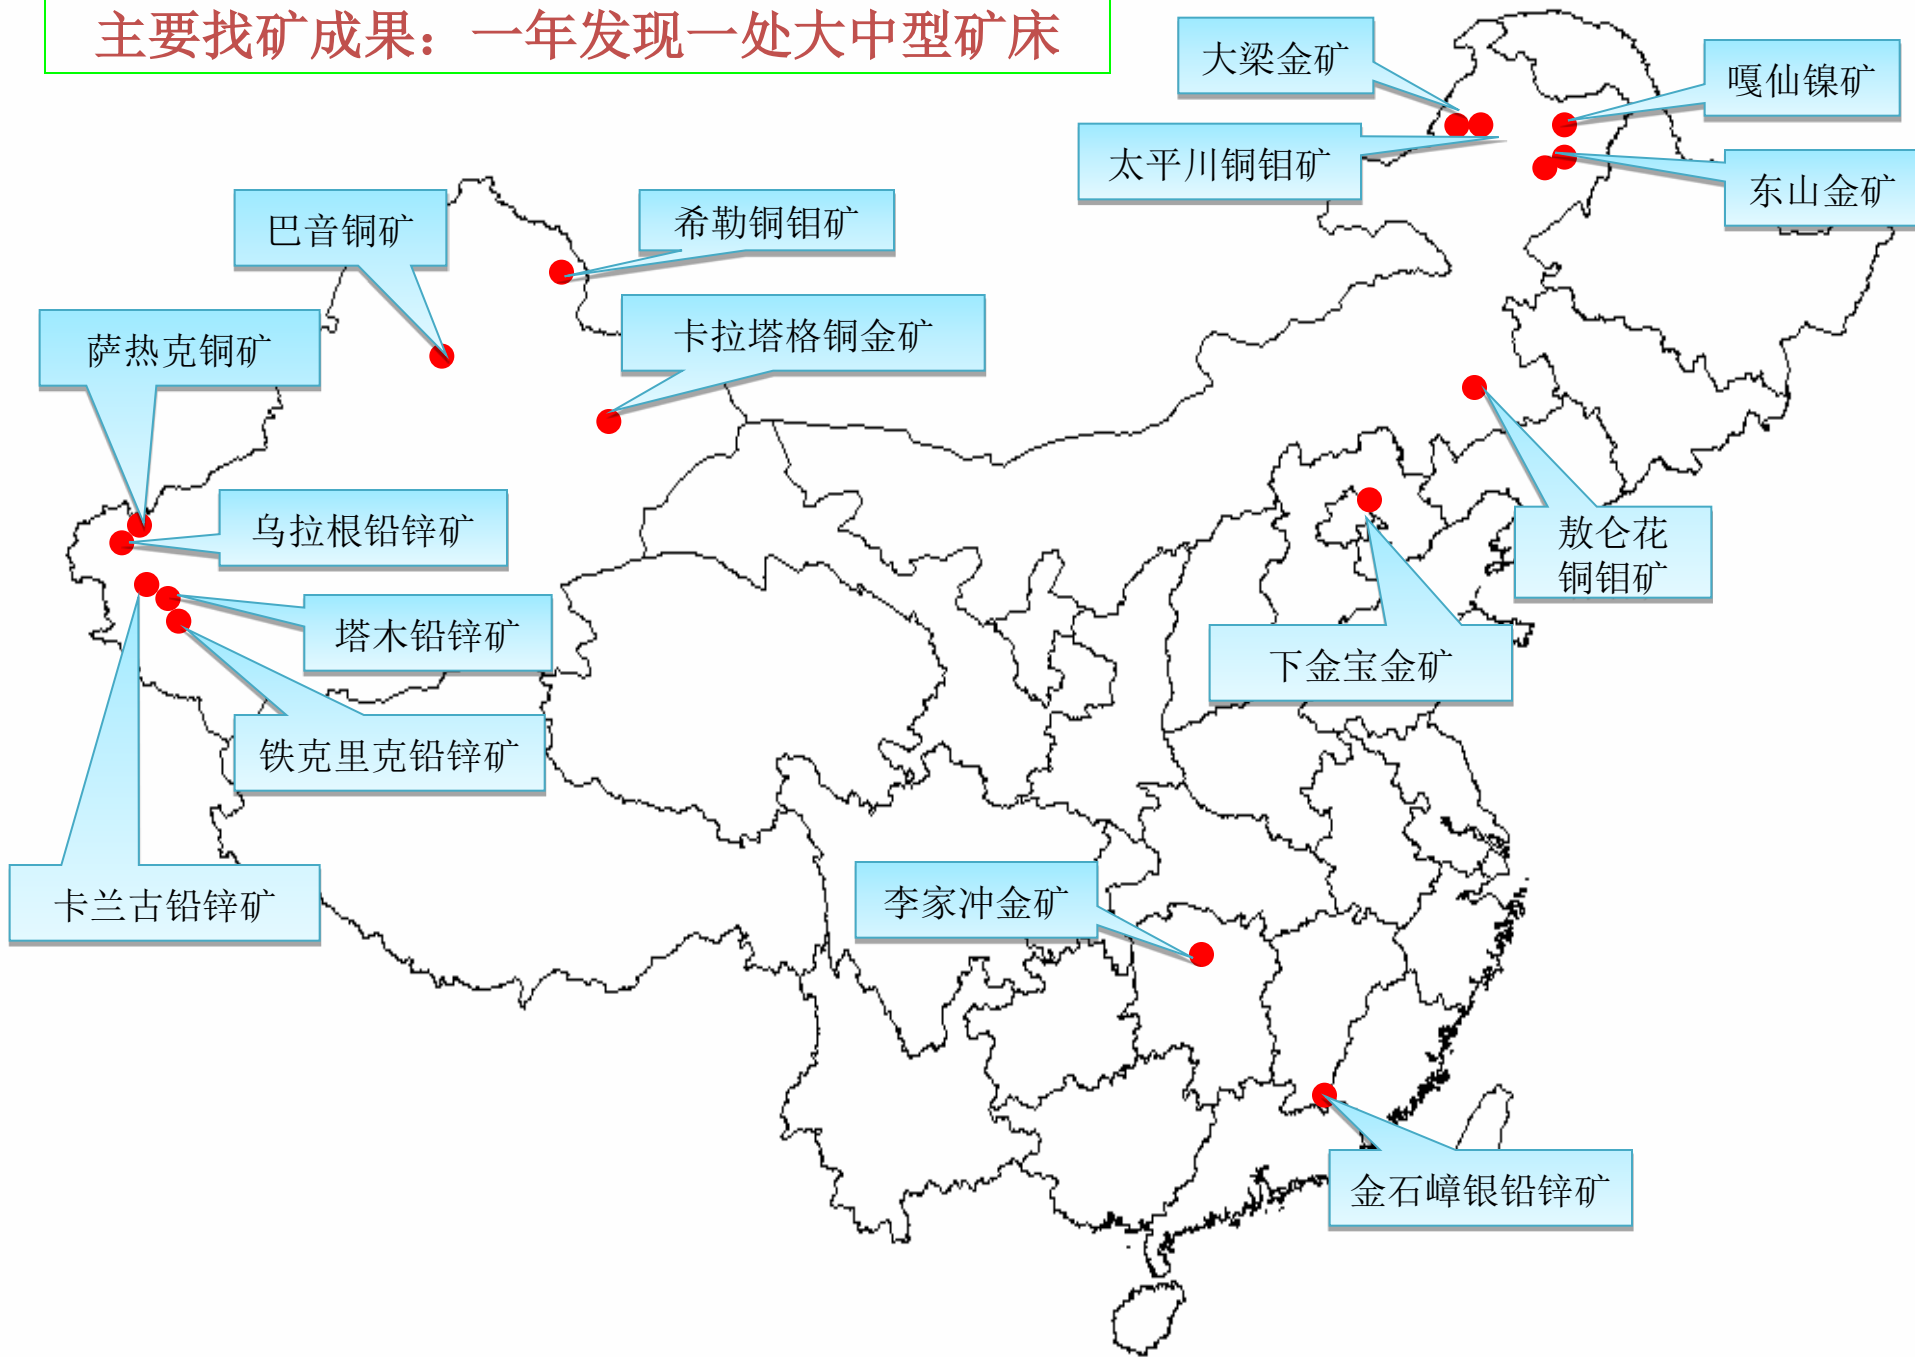 主要找矿成果：一年发现一处大中型矿床
大梁金矿
嘎仙镍矿
太平川铜钼矿
东山金矿
巴音铜矿
希勒铜钼矿
萨热克铜矿
卡拉塔格铜金矿
乌拉根铅锌矿
敖仑花
铜钼矿
塔木铅锌矿
下金宝金矿
铁克里克铅锌矿
卡兰古铅锌矿
李家冲金矿
金石嶂银铅锌矿